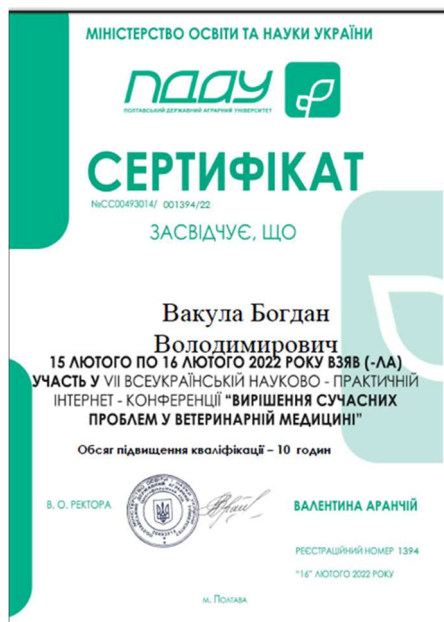 МІНІСТЕРСТВО ОСВІТИ ТА НАУКИ УКРАЇНИ
ПДАУ
ПОЛТАВСЬКИЙ ДЕРЖАВНИЙ АГРАРНИЙ УНІВЕРСИТЕТ
СЕРТИФІКАТ
№СС00493014/ 001394/22
ЗАСВІДЧУЄ, ЩО
Вакула Богдан
Володимирович
15 ЛЮТОГО ПО 16 ЛЮТОГО 2022 РОКУ ВЗЯВ (-ЛА)
УЧАСТЬ У VII ВСЕУКРАЇНСЬКІЙ НАУКОВО - ПРАКТИЧНІЙ
ІНТЕРНЕТ - КОНФЕРЕНЦІЇ “ВИРІШЕННЯ СУЧАСНИХ
ПРОБЛЕМ У ВЕТЕРИНАРНІЙ МЕДИЦИНІ”
Обсяг підвищення кваліфікації – 10 годин
В. О. РЕКТОРА
ВАЛЕНТИНА АРАНЧІЙ
РЕЄСТРАЦІЙНИЙ НОМЕР 1394
“16” ЛЮТОГО 2022 РОКУ
м. Полтава